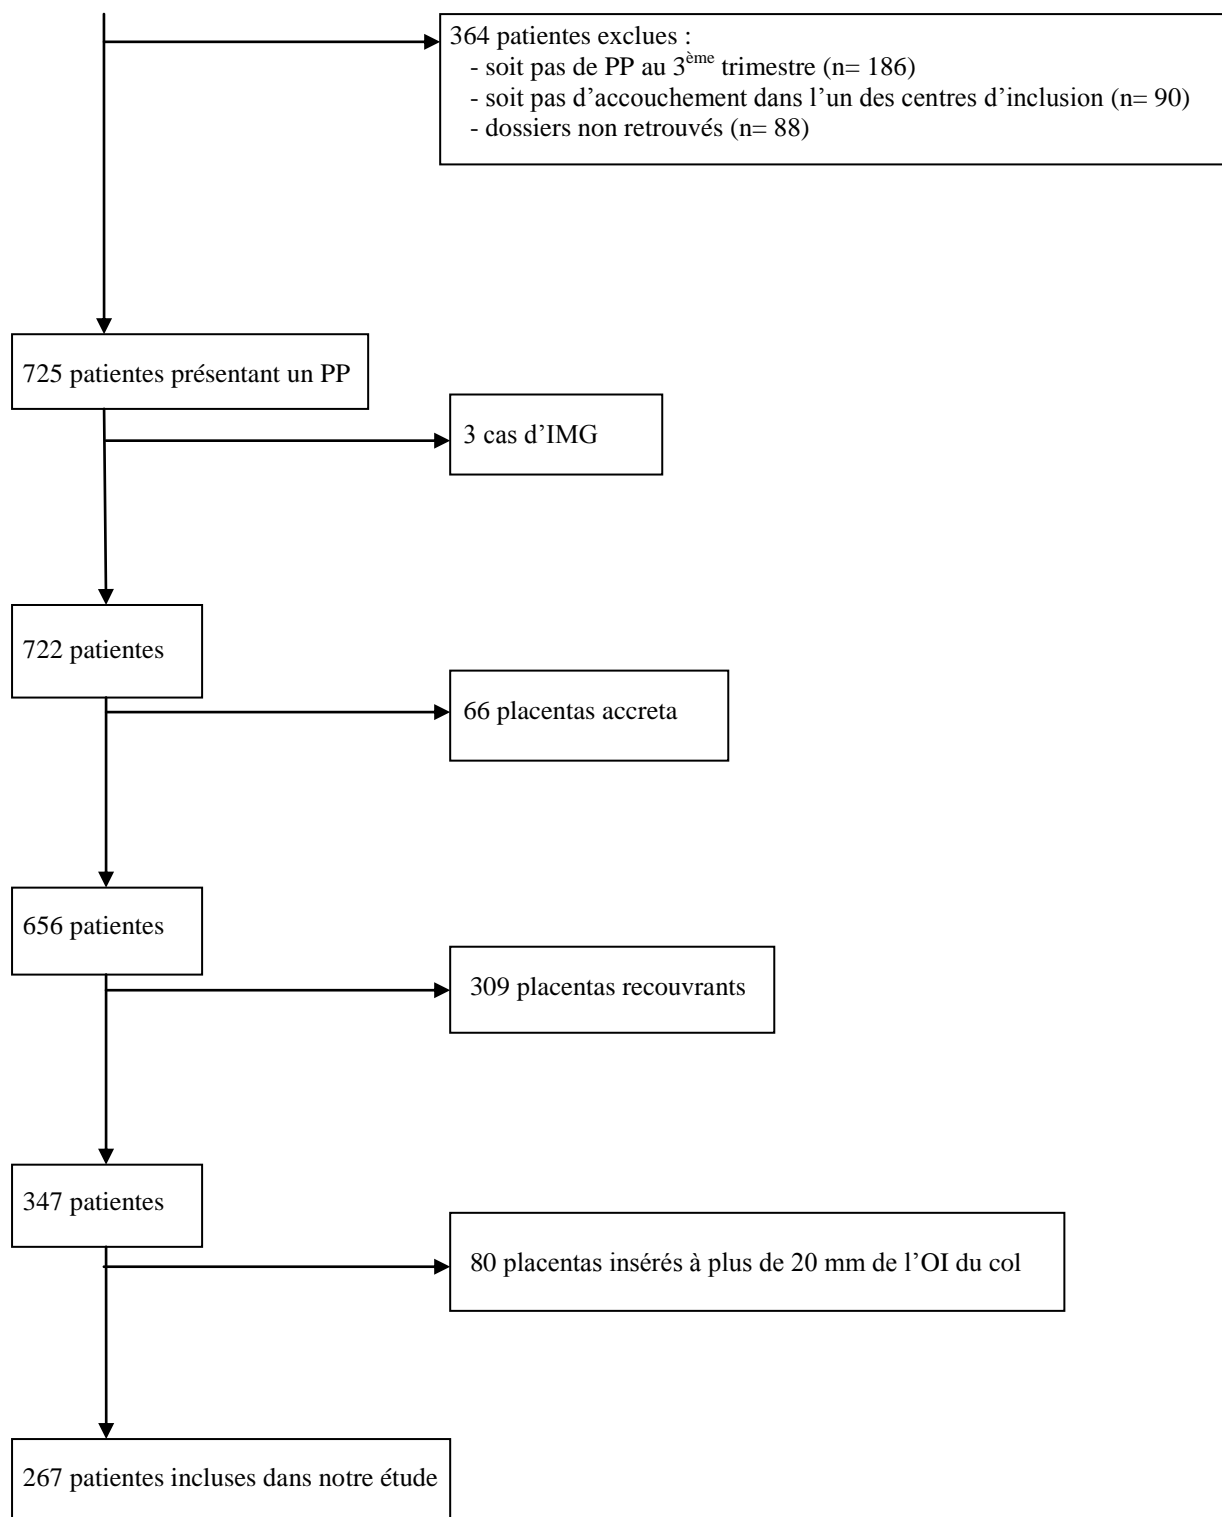 364 patientes exclues :
- soit pas de PP au 3ème trimestre (n= 186)
- soit pas d’accouchement dans l’un des centres d’inclusion (n= 90)
- dossiers non retrouvés (n= 88)
725 patientes présentant un PP
3 cas d’IMG
722 patientes
66 placentas accreta
656 patientes
309 placentas recouvrants
347 patientes
80 placentas insérés à plus de 20 mm de l’OI du col
267 patientes incluses dans notre étude